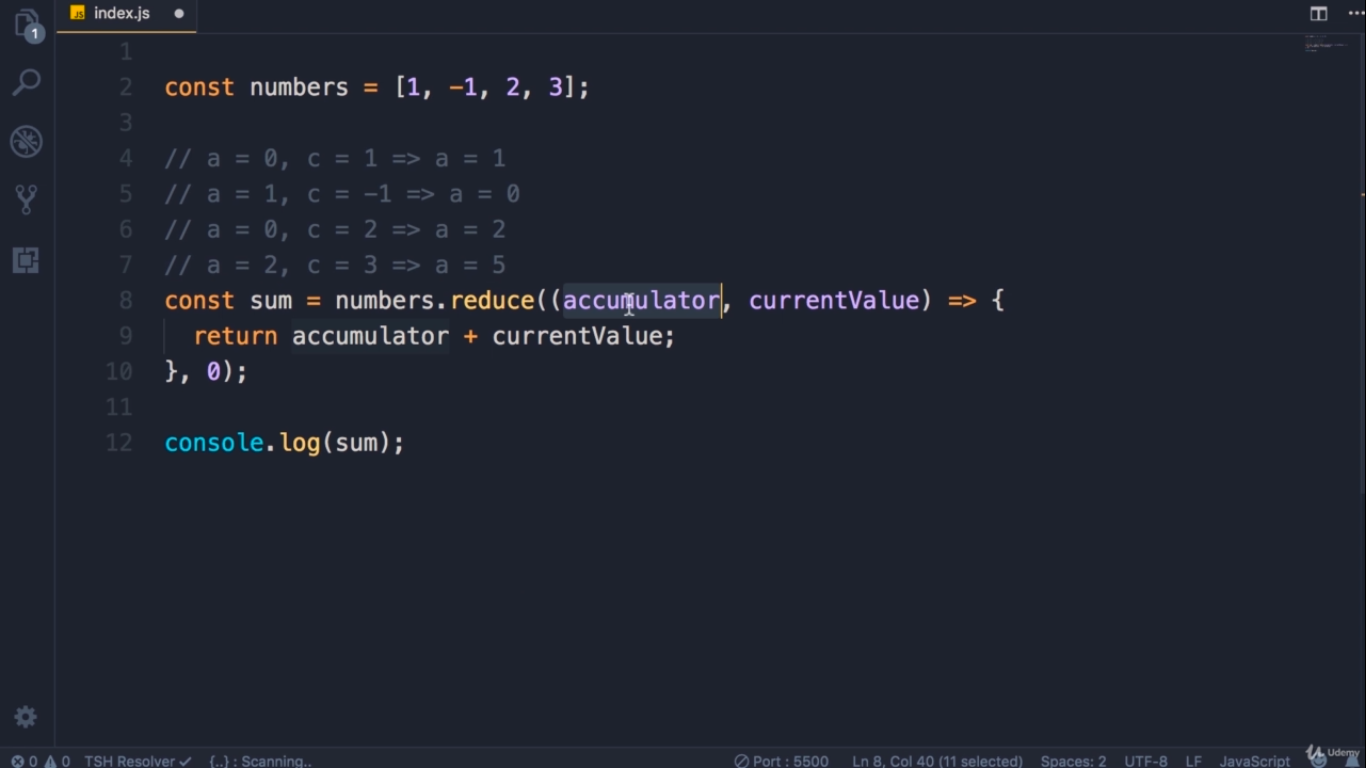 JS index.js
1
1
2 const numbers = [1, -1, 2, 3];
3
4 // a = 0, c = 1 => a = 1
5 // a = 1, c = -1 => a = 0
6 // a = 0, c = 2 => a = 2
7 // a = 2, c = 3 => a = 5
8 const sum = numbers.reduce((accumulator, currentValue) => {
9 return accumulator + currentValue;
10 }, 0);
11
12 console.log(sum);
0 0 TSH Resolver ✓ {..} : Scanning.. Port : 5500 Ln 8, Col 40 (11 selected) Spaces: 2 UTF-8 LF JavaScript
Udemy